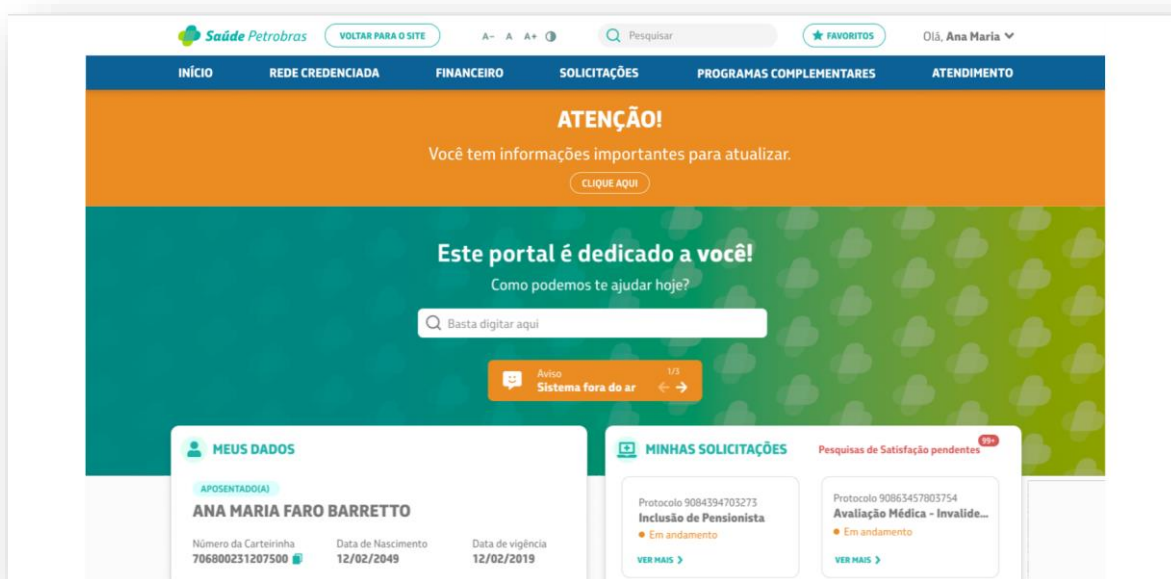 Saúde Petrobras
VOLTAR PARA O SITE
A- A A+
Pesquisar
FAVORITOS
Olá, Ana Maria
INÍCIO REDE CREDENCIADA FINANCEIRO SOLICITAÇÕES PROGRAMAS COMPLEMENTARES ATENDIMENTO
ATENÇÃO!
Você tem informações importantes para atualizar.
CLIQUE AQUI
Este portal é dedicado a você!
Como podemos te ajudar hoje?
Basta digitar aqui
Aviso 1/3
Sistema fora do ar
MEUS DADOS
APOSENTADO(A)
ANA MARIA FARO BARRETTO
Número da Carteirinha Data de Nascimento Data de vigência
706800231207500 12/02/2049 12/02/2019
MINHAS SOLICITAÇÕES
Pesquisas de Satisfação pendentes 99+
Protocolo 9084394703273
Inclusão de Pensionista
Em andamento
VER MAIS
Protocolo 90863457803754
Avaliação Médica - Invalide...
Em andamento
VER MAIS